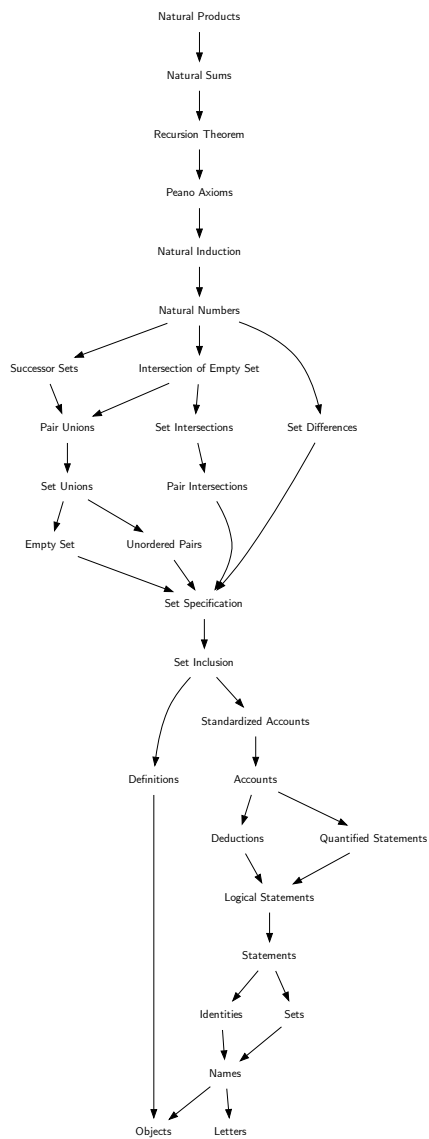 Natural Products
Natural Sums
Recursion Theorem
Peano Axioms
Natural Induction
Natural Numbers
Successor Sets
Intersection of Empty Set
Pair Unions
Set Intersections
Set Differences
Set Unions
Pair Intersections
Empty Set
Unordered Pairs
Set Specification
Set Inclusion
Standardized Accounts
Definitions
Accounts
Deductions
Quantified Statements
Logical Statements
Statements
Identities
Sets
Names
Objects
Letters